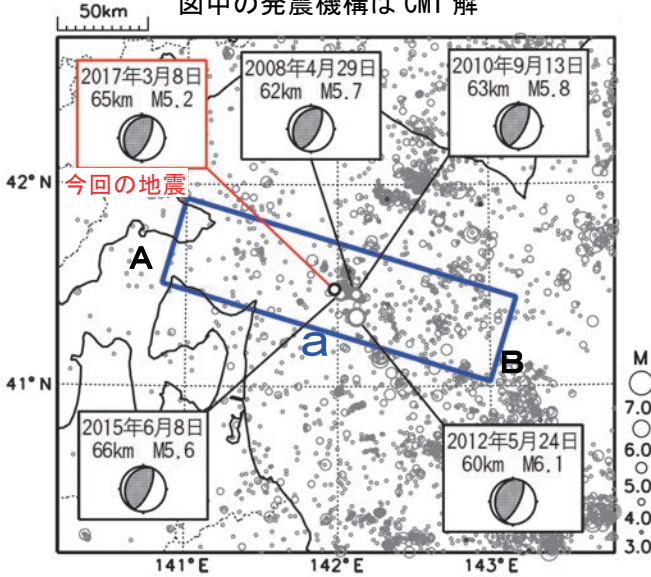 図中の発震機構は CMT 解
50km
2017年3月8日
65km M5.2
2008年4月29日
62km M5.7
2010年9月13日
63km M5.8
42°N
今回の地震
A
a
B
41°N
M
7.0
6.0
5.0
4.0
3.0
2015年6月8日
66km M5.6
2012年5月24日
60km M6.1
141°E
142°E
143°E